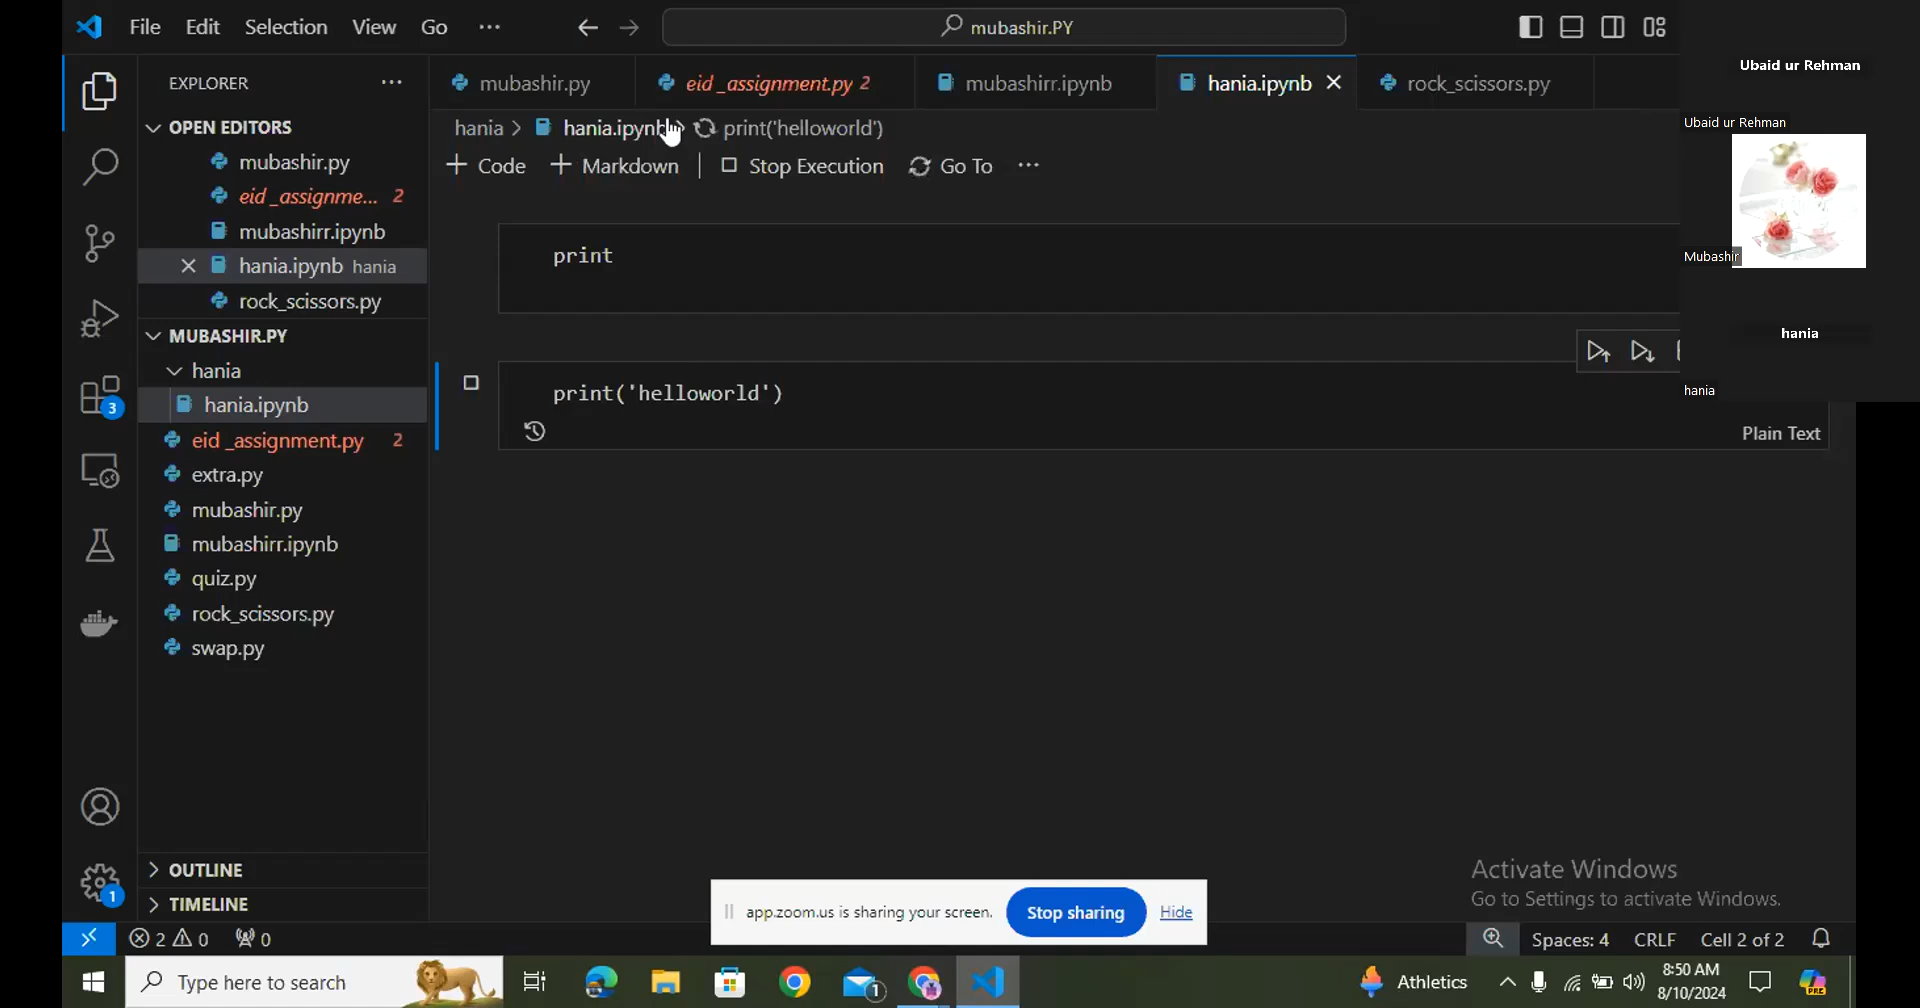 File Edit Selection View Go ··· mubashir.PY
EXPLORER ···
OPEN EDITORS
mubashir.py
eid _assignme... 2
mubashirr.ipynb
hania.ipynb hania
rock_scissors.py
MUBASHIR.PY
hania
hania.ipynb
eid _assignment.py 2
extra.py
mubashir.py
mubashirr.ipynb
quiz.py
rock_scissors.py
swap.py
OUTLINE
TIMELINE
mubashir.py eid _assignment.py 2 mubashirr.ipynb hania.ipynb rock_scissors.py
hania > hania.ipynb > print('helloworld')
+ Code + Markdown | Stop Execution Go To ···
print
print('helloworld')
Plain Text
Ubaid ur Rehman
Ubaid ur Rehman
Mubashir
hania
hania
3
1
Activate Windows
Go to Settings to activate Windows.
app.zoom.us is sharing your screen. Stop sharing Hide
2 0 0 Spaces: 4 CRLF Cell 2 of 2
Type here to search 1 Athletics 8:50 AM
8/10/2024
PRE